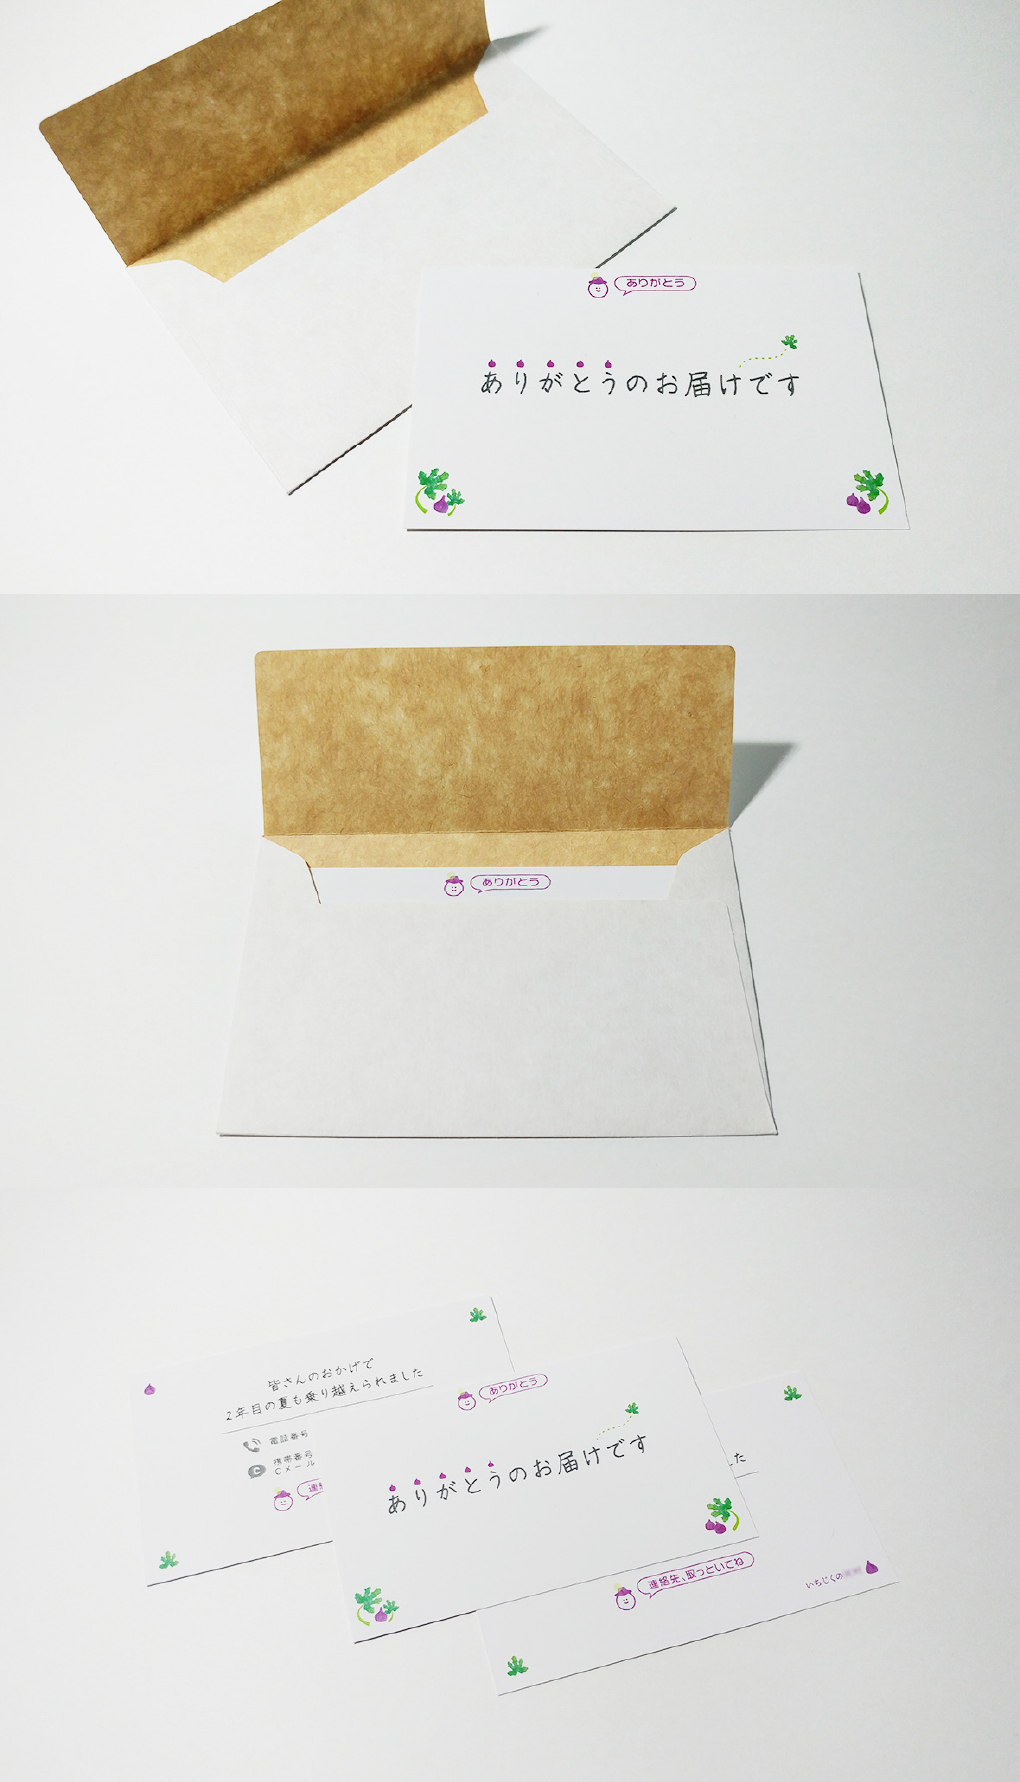 ありがとう
ありがとうのお届けです
ありがとう
皆さんのおかげで
2年目の夏も乗り越えられました
電話番号
携帯番号
Cメール
連
ありがとう
ありがとうのお届けです
た
連絡先、取っといてね
いちじくの